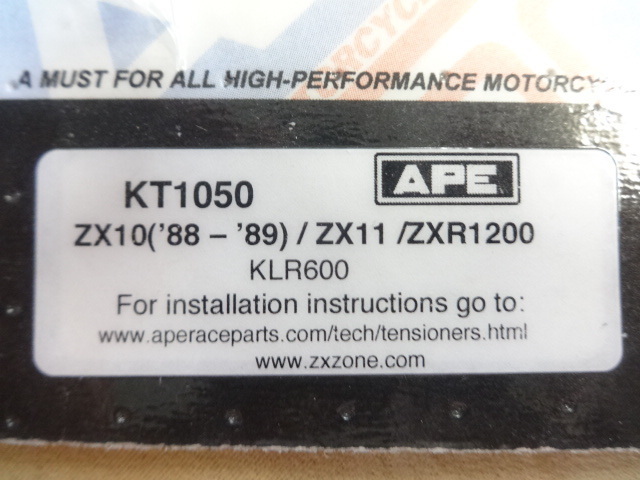 A MUST FOR ALL HIGH-PERFORMANCE
KT1050
APE
ZX10('88 – '89) / ZX11 /ZXR1200
KLR600
For installation instructions go to:
www.aperaceparts.com/tech/tensioners.html
www.zxzone.com